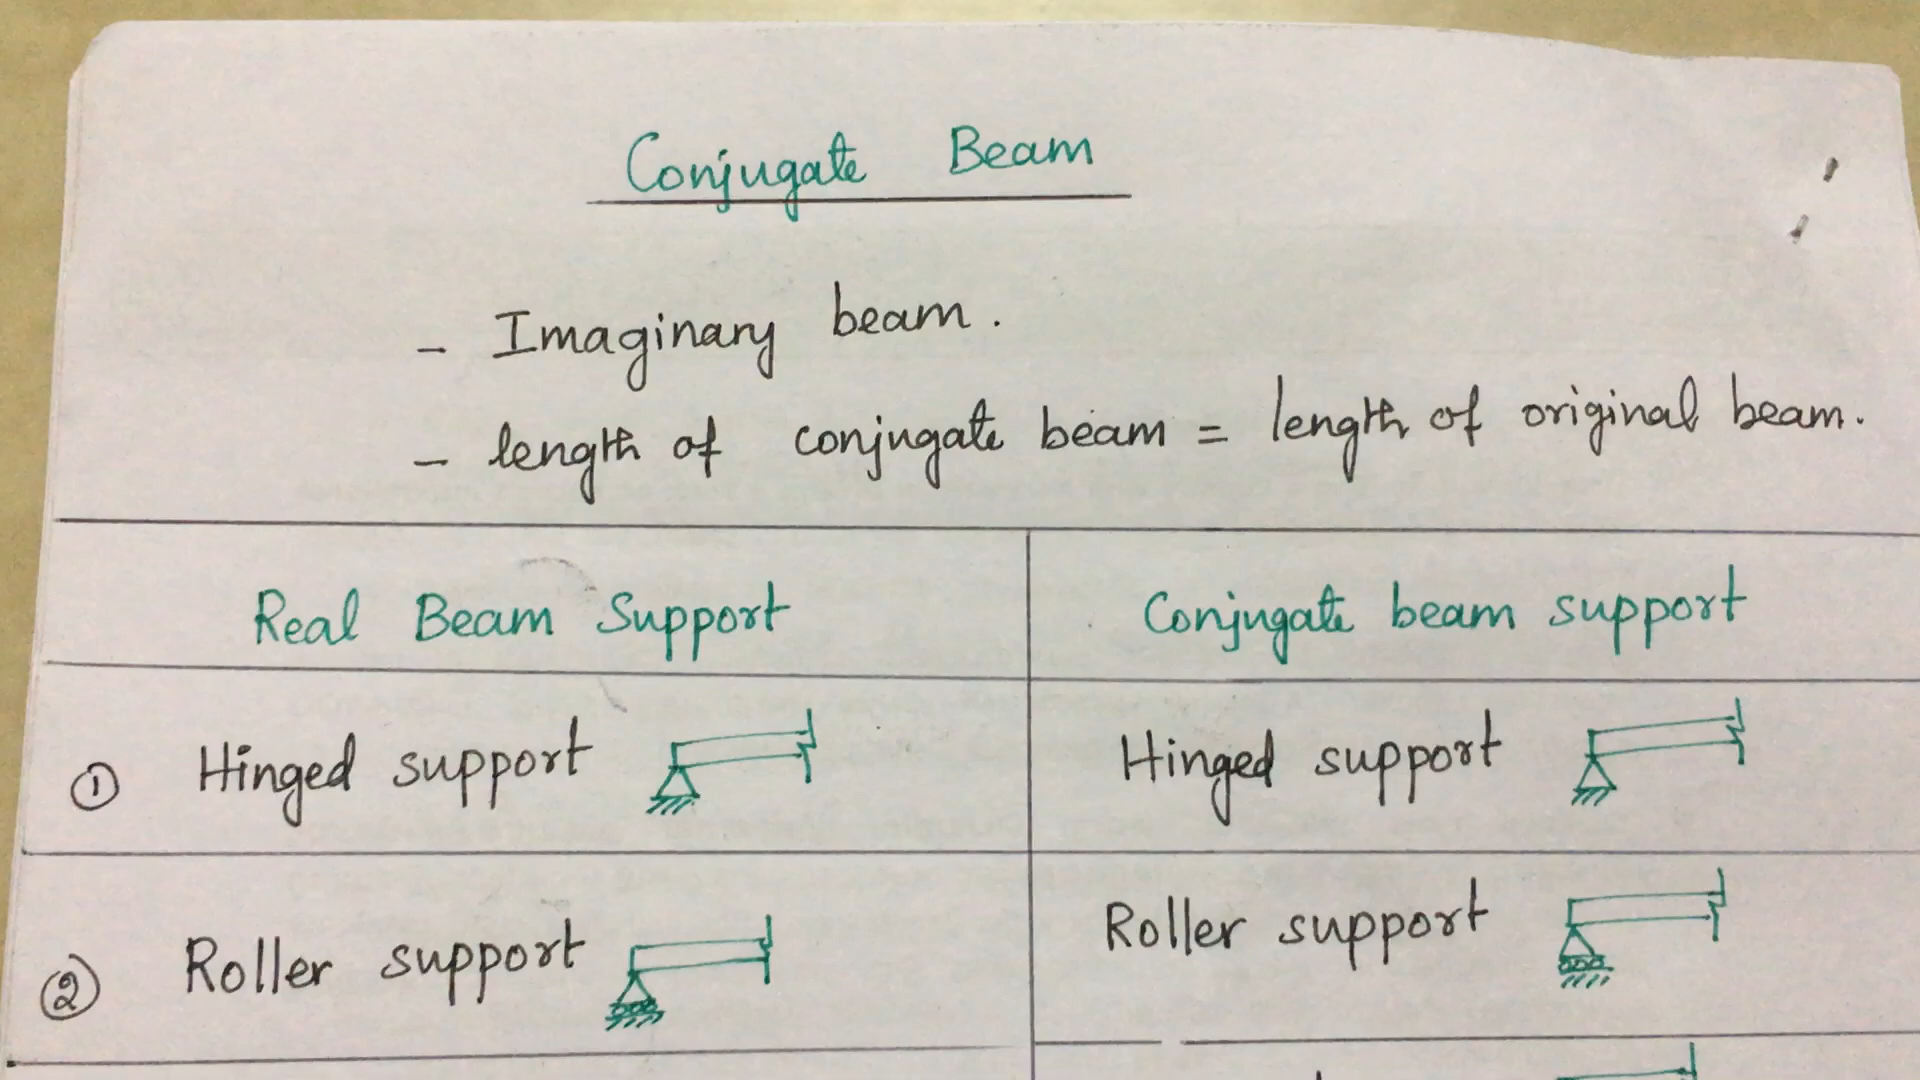 Conjugate Beam
- Imaginary beam.
- length of conjugate beam = length of original beam.
Real Beam Support
Conjugate beam support
① Hinged support
Hinged support
② Roller support
Roller support